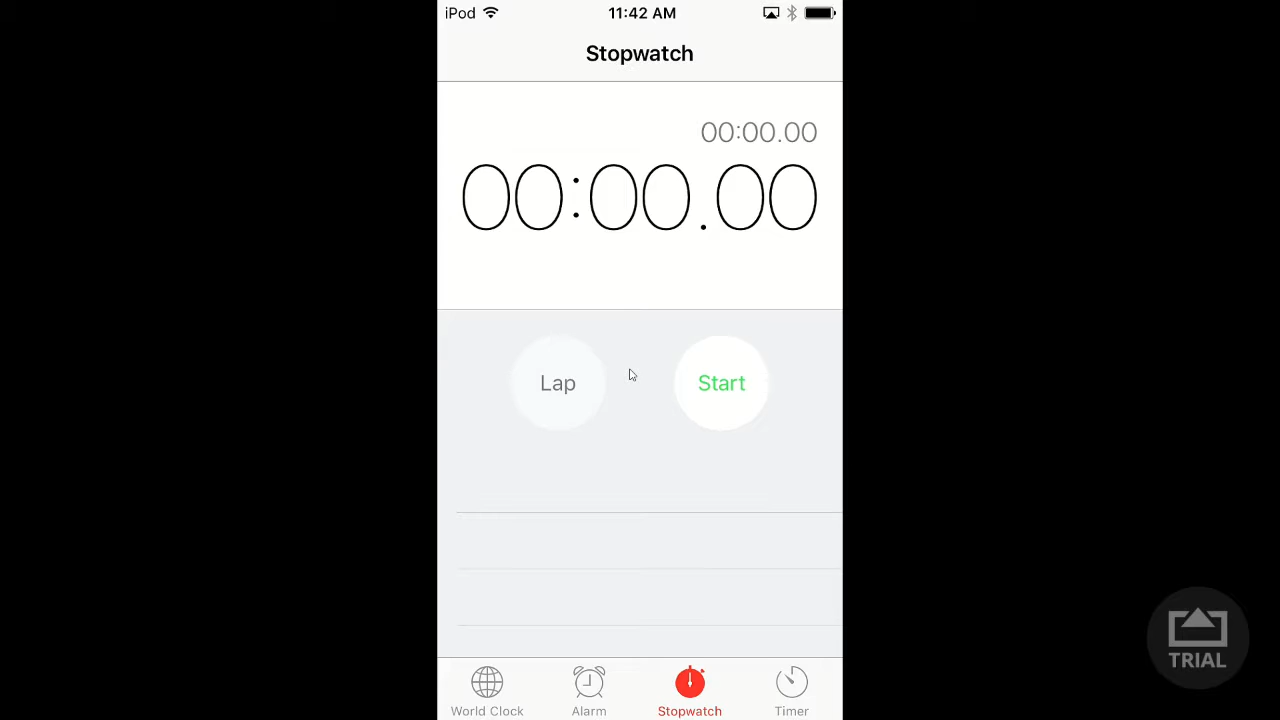 iPod 11:42 AM
Stopwatch
00:00.00
00:00.00
Lap Start
World Clock Alarm Stopwatch Timer
TRIAL